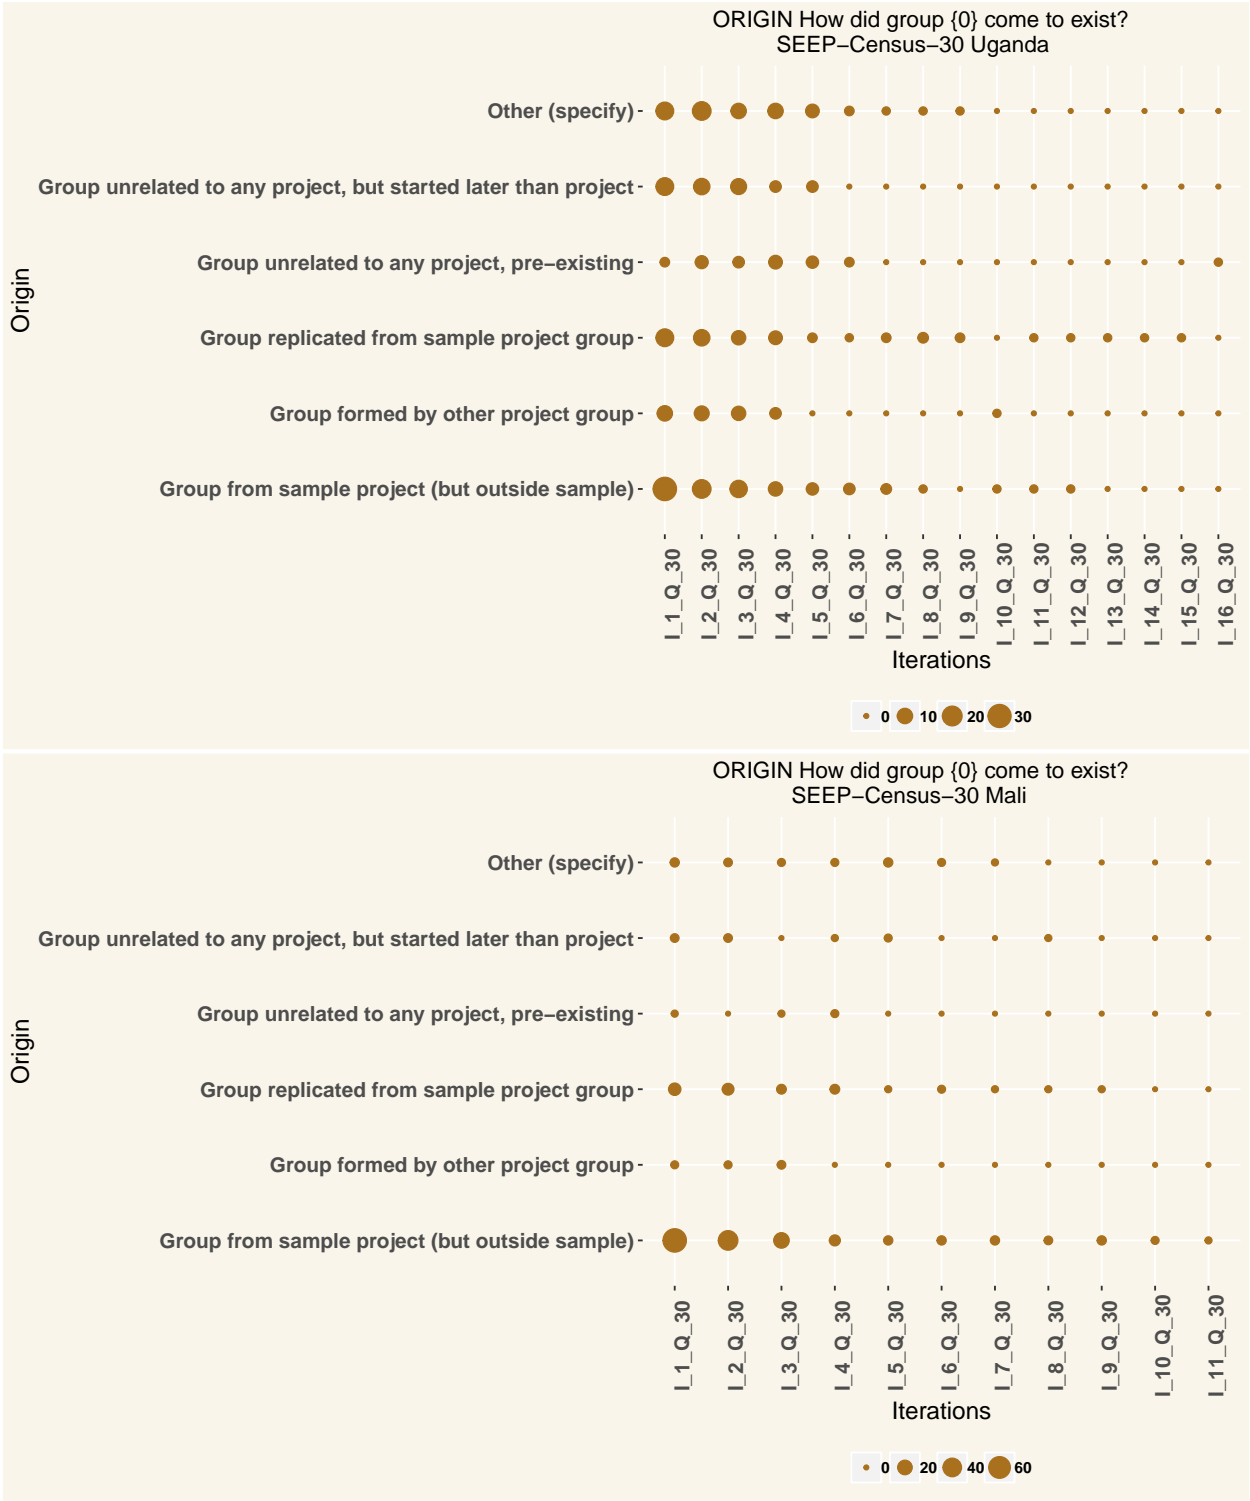 ORIGIN How did group {0} come to exist?
SEEP−Census−30 Uganda
Origin
Other (specify)
Group unrelated to any project, but started later than project
Group unrelated to any project, pre−existing
Group replicated from sample project group
Group formed by other project group
Group from sample project (but outside sample)
I_1_Q_30
I_2_Q_30
I_3_Q_30
I_4_Q_30
I_5_Q_30
I_6_Q_30
I_7_Q_30
I_8_Q_30
I_9_Q_30
I_10_Q_30
I_11_Q_30
I_12_Q_30
I_13_Q_30
I_14_Q_30
I_15_Q_30
I_16_Q_30
Iterations
0 10 20 30
ORIGIN How did group {0} come to exist?
SEEP−Census−30 Mali
Origin
Other (specify)
Group unrelated to any project, but started later than project
Group unrelated to any project, pre−existing
Group replicated from sample project group
Group formed by other project group
Group from sample project (but outside sample)
I_1_Q_30
I_2_Q_30
I_3_Q_30
I_4_Q_30
I_5_Q_30
I_6_Q_30
I_7_Q_30
I_8_Q_30
I_9_Q_30
I_10_Q_30
I_11_Q_30
Iterations
0 20 40 60